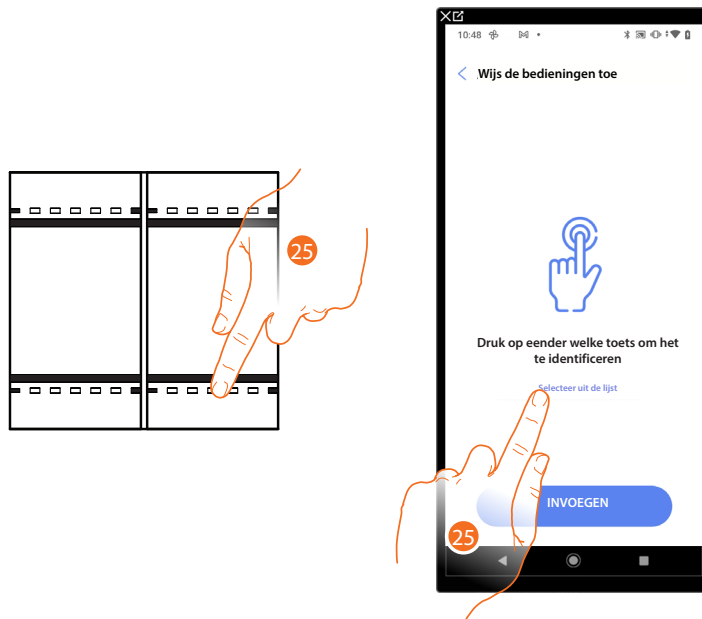 10:48
Wijs de bedieningen toe
25
Druk op eender welke toets om het
te identificeren
Selecteer uit de lijst
INVOEGEN
25